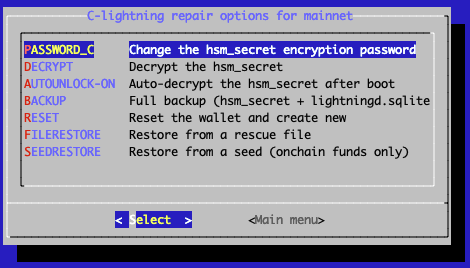 C-lightning repair options for mainnet
PASSWORD_C Change the hsm_secret encryption password
DECRYPT Decrypt the hsm_secret
AUTOUNLOCK-ON Auto-decrypt the hsm_secret after boot
BACKUP Full backup (hsm_secret + lightningd.sqlite
RESET Reset the wallet and create new
FILERESTORE Restore from a rescue file
SEEDRESTORE Restore from a seed (onchain funds only)
< Select > <Main menu>